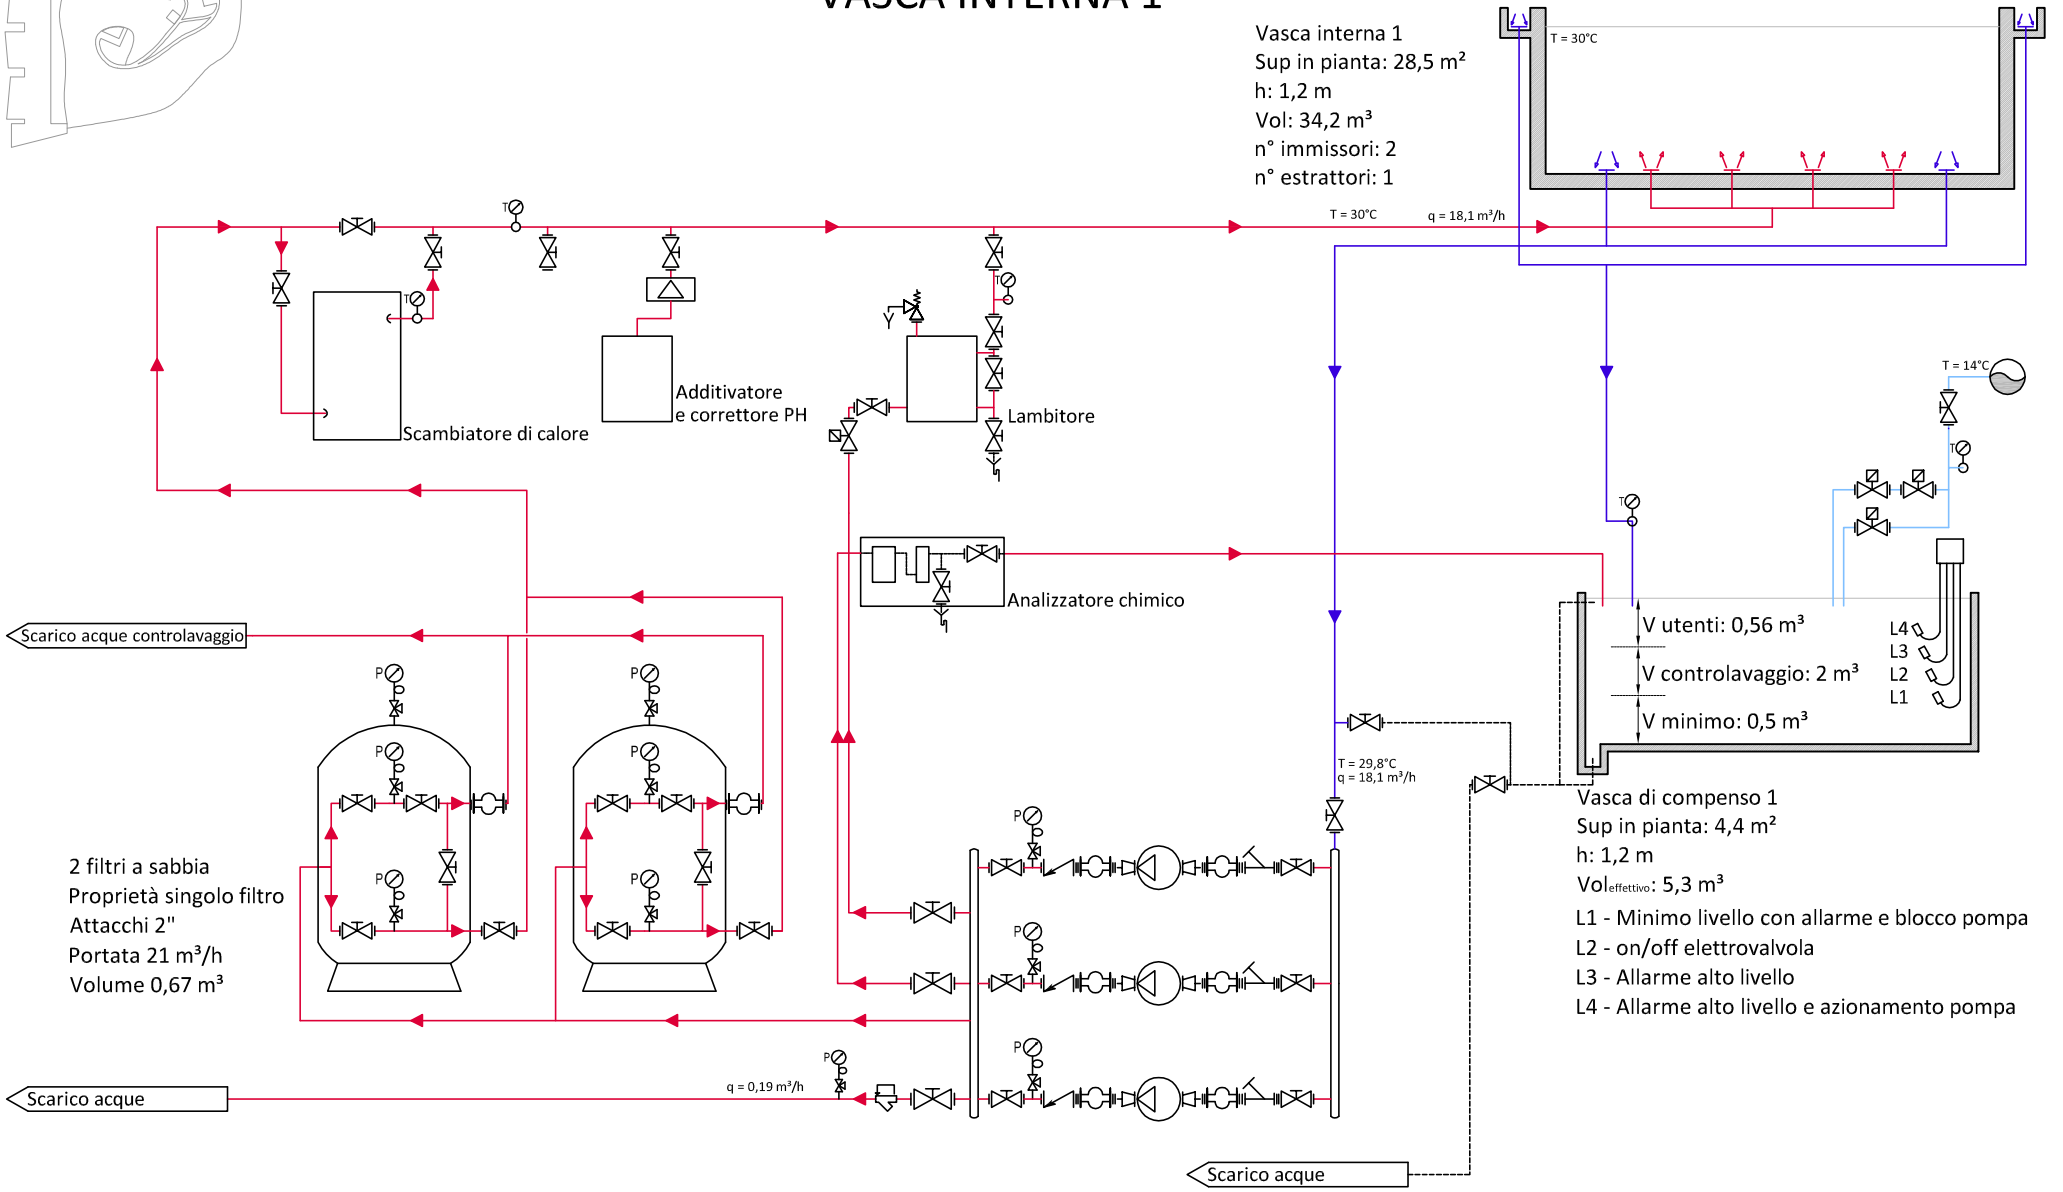 VASCA INTERNA 1
Vasca interna 1
Sup in pianta: 28,5 m²
h: 1,2 m
Vol: 34,2 m³
n° immissori: 2
n° estrattori: 1
T = 30°C
T = 30°C
q = 18,1 m³/h
T
T
T
T = 14°C
T
T
Scambiatore di calore
Additivatore
e correttore PH
Lambitore
Analizzatore chimico
Scarico acque controlavaggio
V utenti: 0,56 m³
V controlavaggio: 2 m³
V minimo: 0,5 m³
L4
L3
L2
L1
P
P
P
P
P
P
T = 29,8°C
q = 18,1 m³/h
Vasca di compenso 1
Sup in pianta: 4,4 m²
h: 1,2 m
Vol effettivo: 5,3 m³
L1 - Minimo livello con allarme e blocco pompa
L2 - on/off elettrovalvola
L3 - Allarme alto livello
L4 - Allarme alto livello e azionamento pompa
2 filtri a sabbia
Proprietà singolo filtro
Attacchi 2"
Portata 21 m³/h
Volume 0,67 m³
P
P
P
P
q = 0,19 m³/h
Scarico acque
Scarico acque